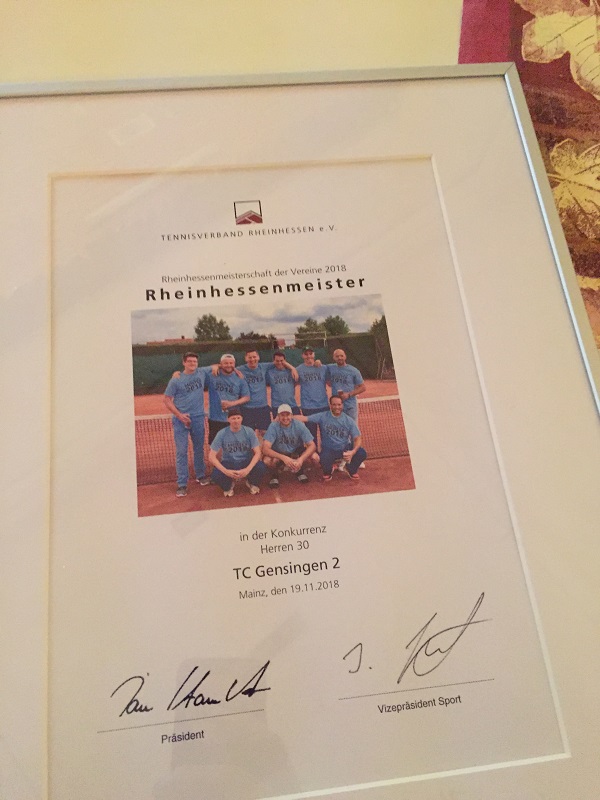 TENNISVERBAND RHEINHESSEN e.V.
Rheinhessenmeisterschaft der Vereine 2018
Rheinhessenmeister
in der Konkurrenz
Herren 30
TC Gensingen 2
Mainz, den 19.11.2018
Präsident
Vizepräsident Sport